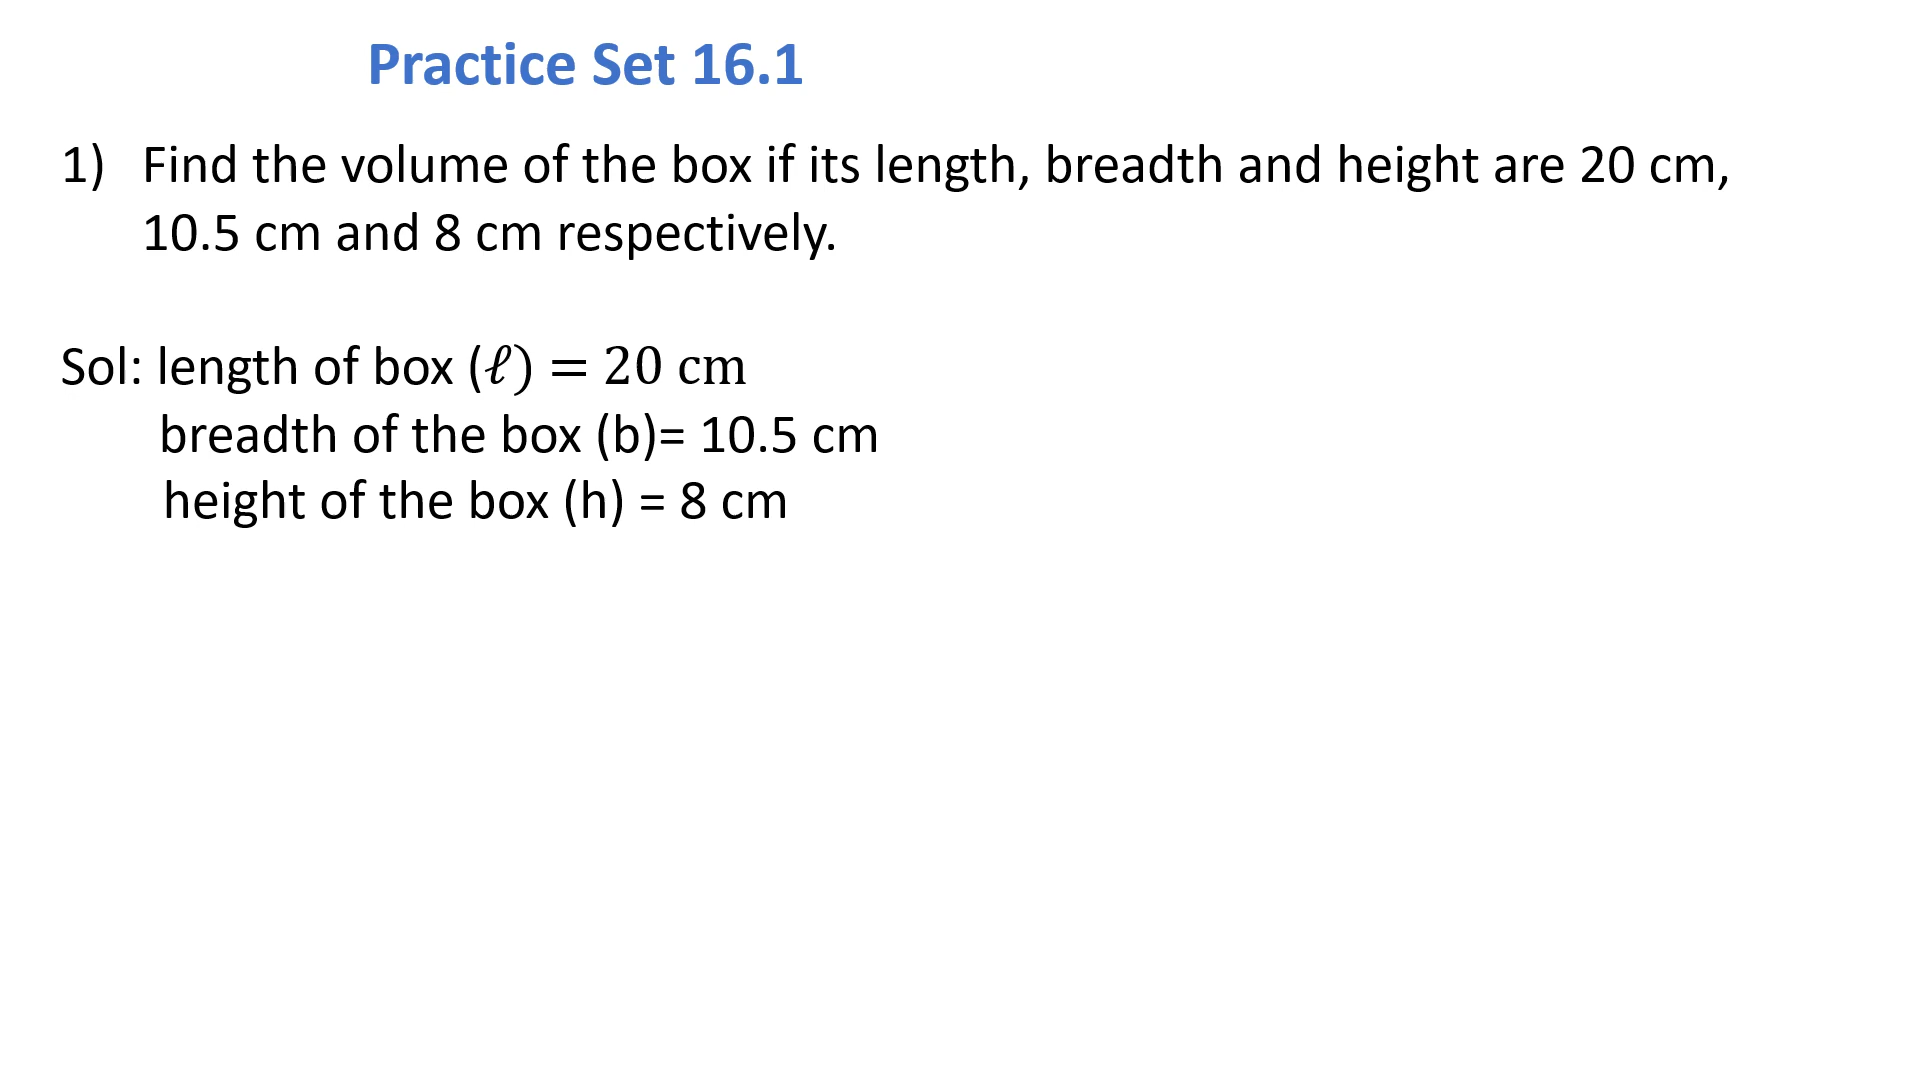 Practice Set 16.1
1) Find the volume of the box if its length, breadth and height are 20 cm,
10.5 cm and 8 cm respectively.
Sol: length of box (ℓ) = 20 cm
breadth of the box (b)= 10.5 cm
height of the box (h) = 8 cm